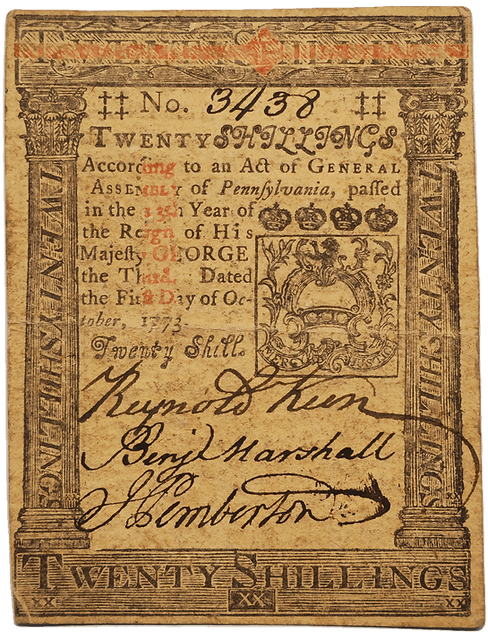 TWENTY SHILLINGS
‡‡ No. 3438 ‡‡
TWENTY SHILLINGS
According to an Act of GENERAL
ASSEMBLY of Pennſylvania, paſſed
in the 13th Year of
the Reign of His
Majeſty GEORGE
the Third. Dated
the Firſt Day of Oc-
tober, 1773.
Twenty Shill.
Reynold Keen
Benj Marshall
J Pemberton
TWENTY SHILLINGS
TWENTY SHILLINGS
TWENTY SHILLINGS
XX XX XX